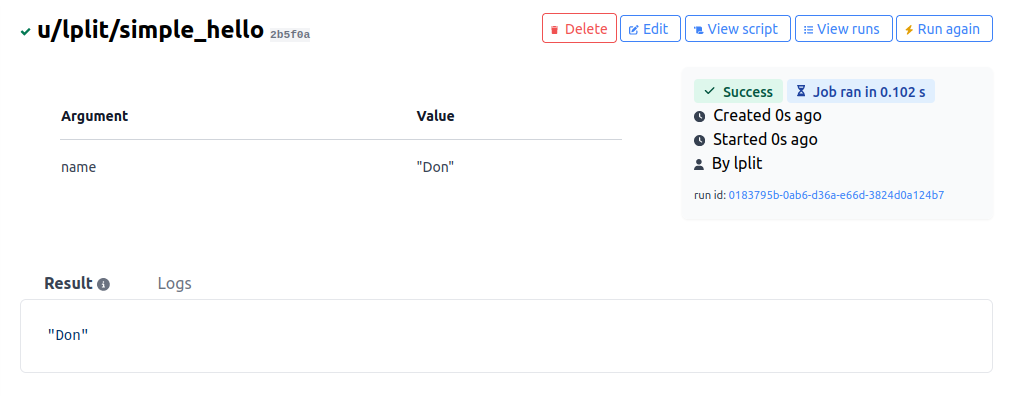 u/lplit/simple_hello 2b5f0a
Delete Edit View script View runs Run again
Argument Value
name "Don"
Success Job ran in 0.102 s
Created 0s ago
Started 0s ago
By lplit
run id: 0183795b-0ab6-d36a-e66d-3824d0a124b7
Result Logs
"Don"